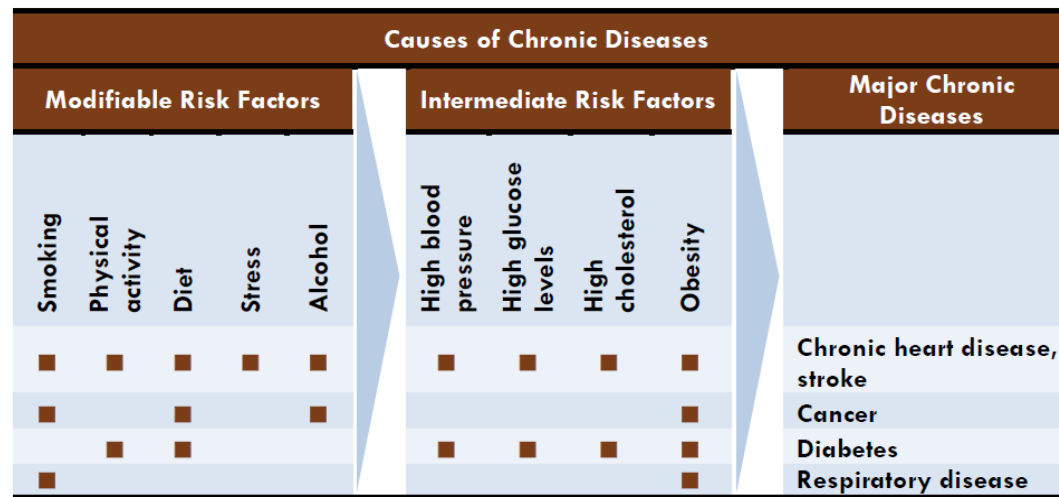 Causes of Chronic Diseases
Modifiable Risk Factors
Intermediate Risk Factors
Major Chronic
Diseases
Smoking
Physical
activity
Diet
Stress
Alcohol
High blood
pressure
High glucose
levels
High
cholesterol
Obesity
Chronic heart disease,
stroke
Cancer
Diabetes
Respiratory disease